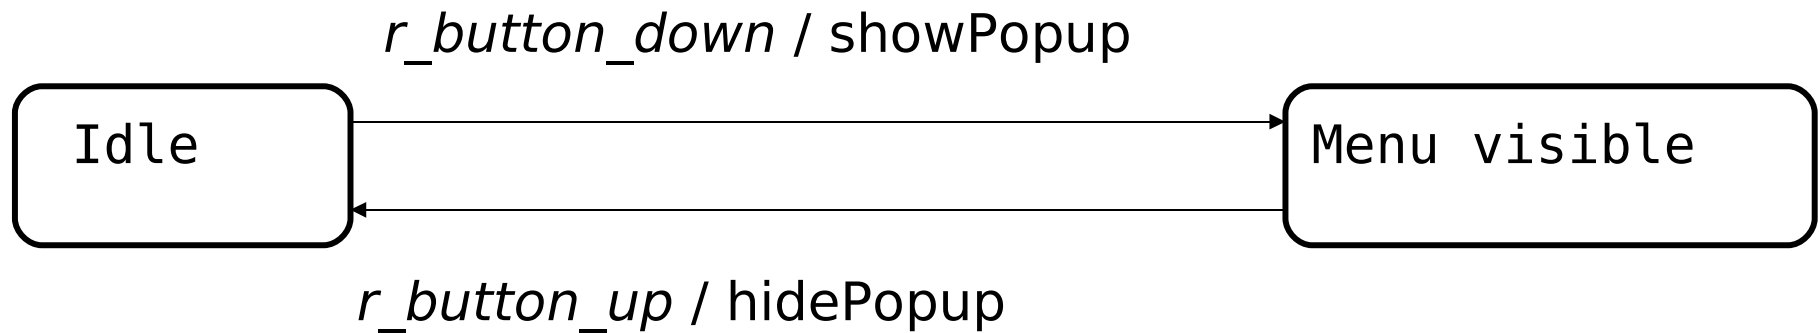 r_button_down / showPopup
Idle
Menu visible
r_button_up / hidePopup